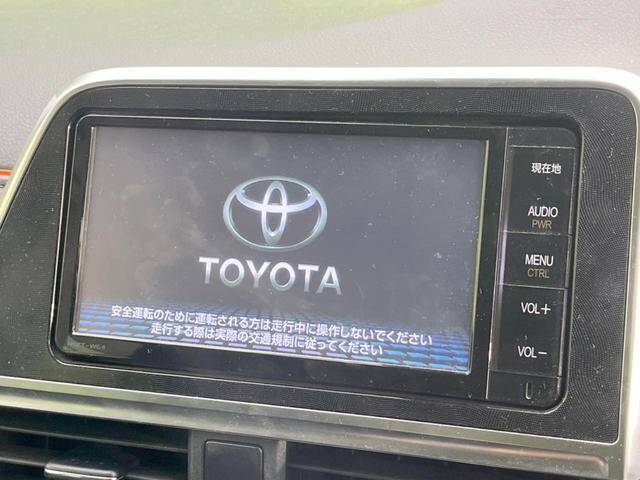 現在地
AUDIO
PWR
MENU
CTRL
VOL+
VOL-
TOYOTA
安全運転のために運転される方は走行中に操作しないでください
走行する際は実際の交通規制に従ってください